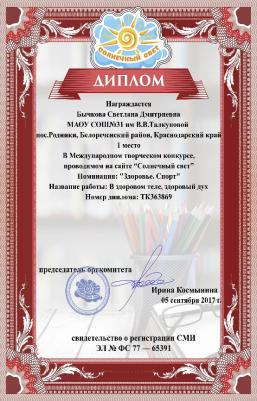 СОЛНЕЧНЫЙ СВЕТ
ДИПЛОМ
Награждается
Бычкова Светлана Дмитриевна
МАОУ СОШ№31 им В.В.Талкуповой
пос.Родники, Белореченский район, Краснодарский край
1 место
В Международном творческом конкурсе,
проводимом на сайте "Солнечный свет"
Номинация: "Здоровье. Спорт"
Название работы: В здоровом теле, здоровый дух
Номер диплома: ТК363869
председатель оргкомитета
Ирина Космынина
05 сентября 2017 г.
свидетельство о регистрации СМИ
ЭЛ № ФС 77 — 65391